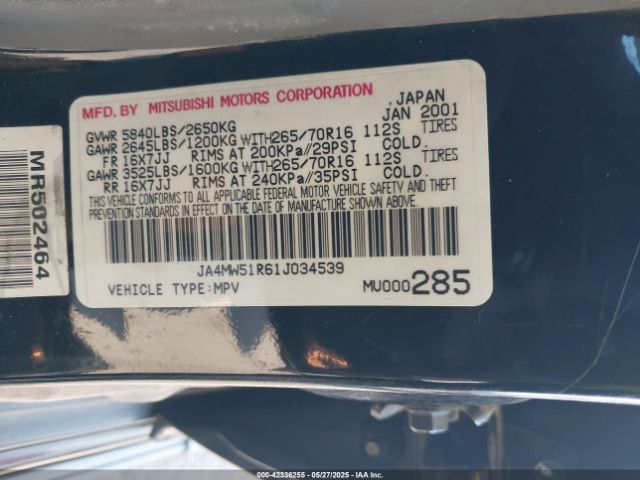 MFD. BY MITSUBISHI MOTORS CORPORATION
JAPAN
GVWR 5840LBS/2650KG JAN 2001
GAWR 2645LBS/1200KG WITH265/70R16 112S TIRES
FR 16X7JJ RIMS AT 200KPa//29PSI COLD.
GAWR 3525LBS/1600KG WITH265/70R16 112S TIRES
RR 16X7JJ RIMS AT 240KPa//35PSI COLD.
THIS VEHICLE CONFORMS TO ALL APPLICABLE FEDERAL MOTOR VEHICLE SAFETY AND THEFT
PREVENTION STANDARDS IN EFFECT ON THE DATE OF MANUFACTURE SHOWN ABOVE.
JA4MW51R61J034539
VEHICLE TYPE:MPV MU000285
MR502464
000-42336255 - 05/27/2025 - IAA Inc.